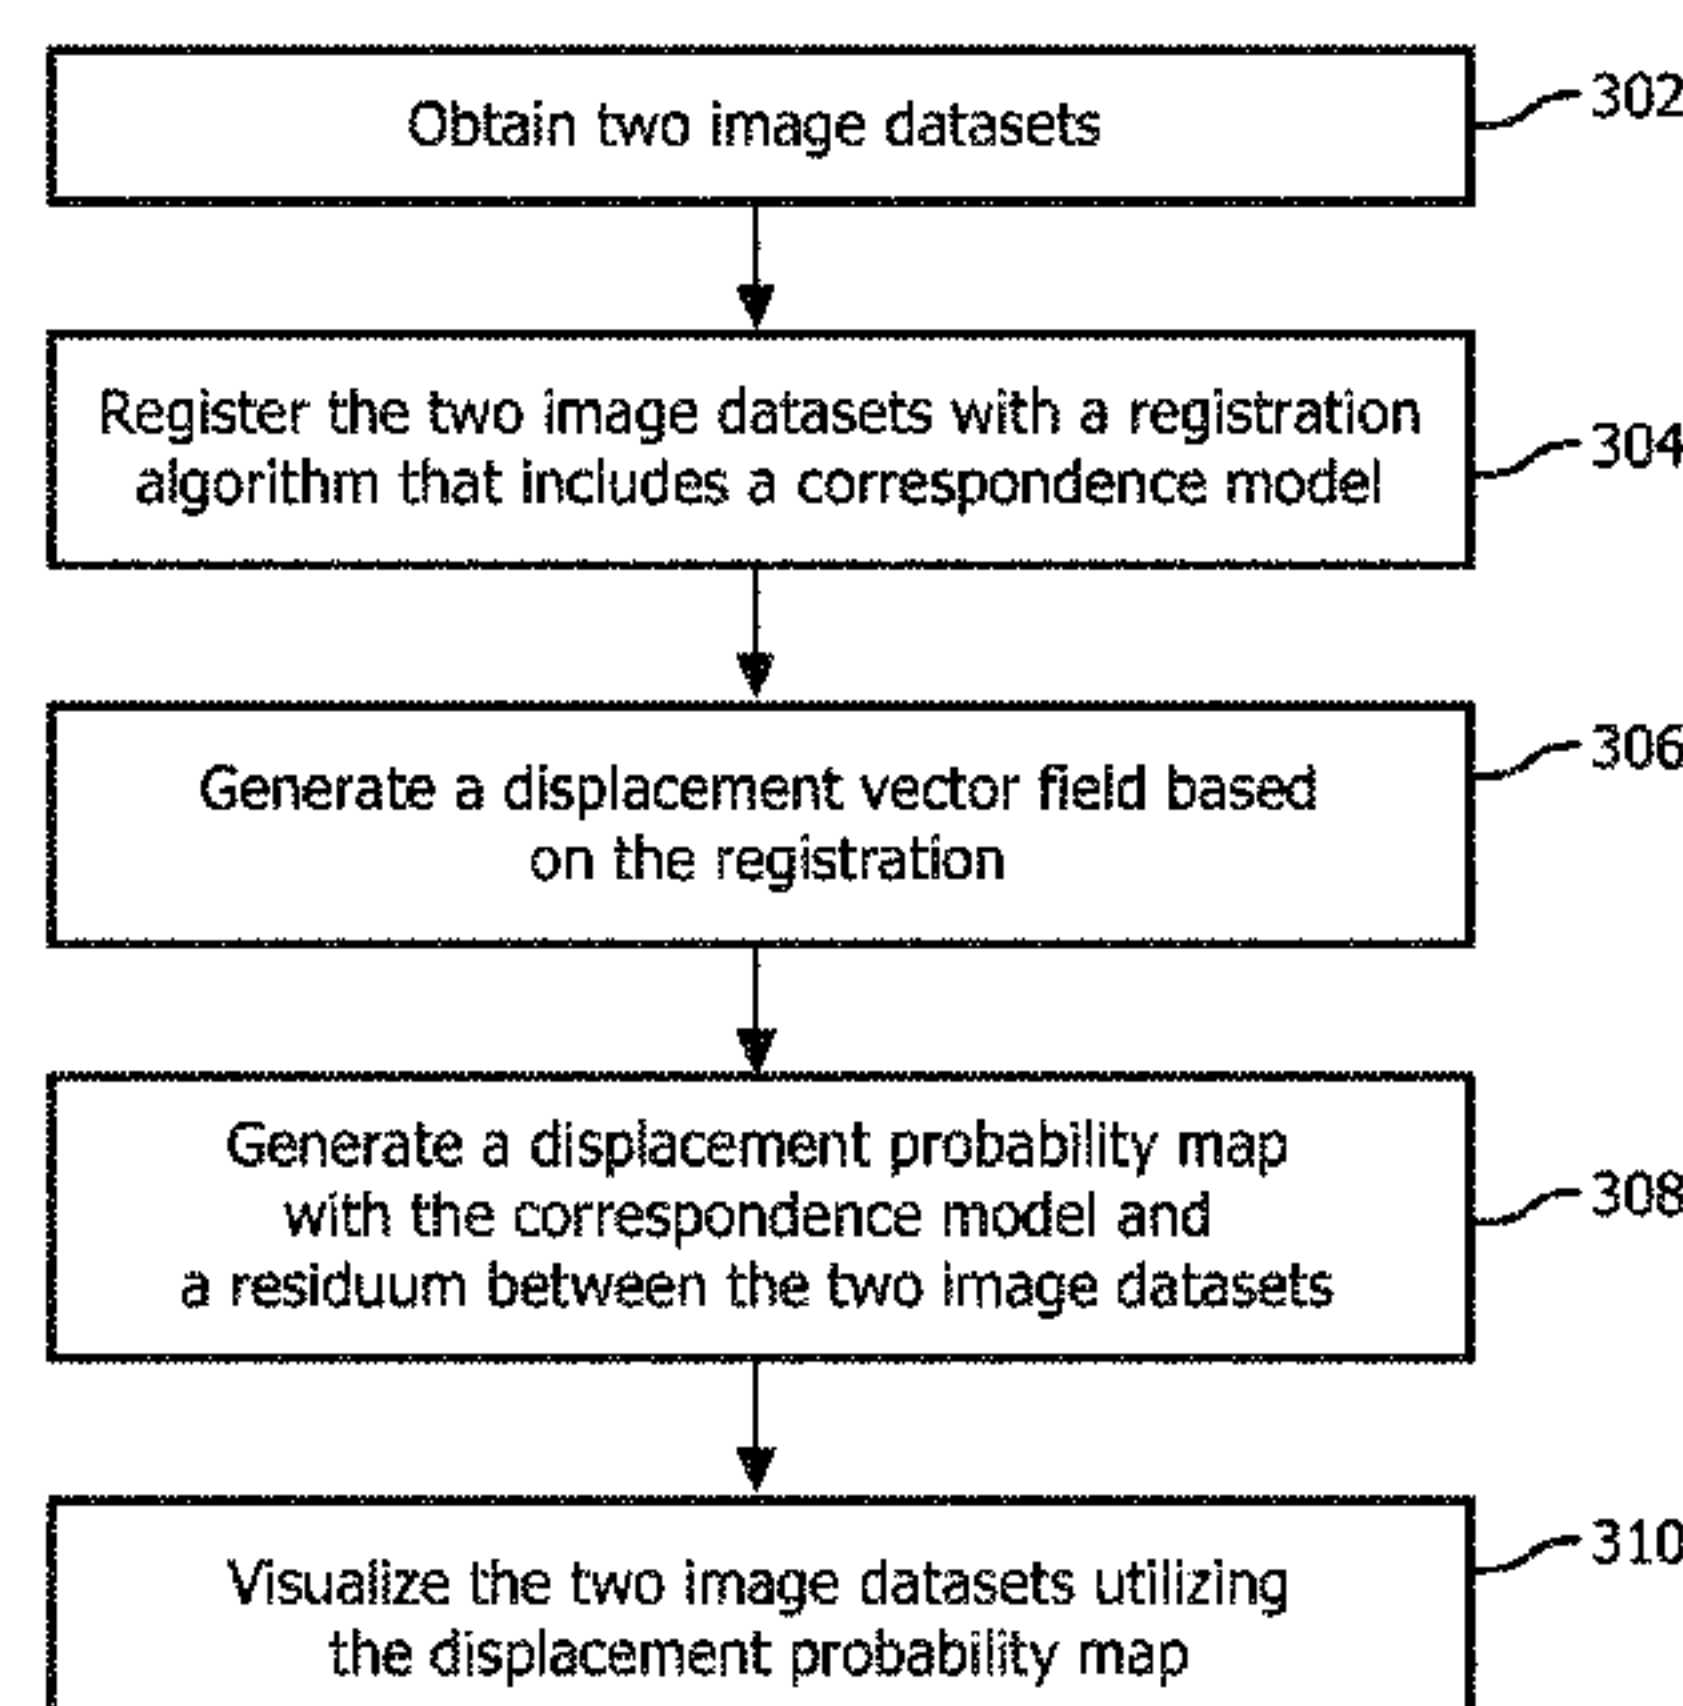 Obtain two image datasets
302
Register the two image datasets with a registration
algorithm that includes a correspondence model
304
Generate a displacement vector field based
on the registration
306
Generate a displacement probability map
with the correspondence model and
a residuum between the two image datasets
308
Visualize the two image datasets utilizing
the displacement probability map
310